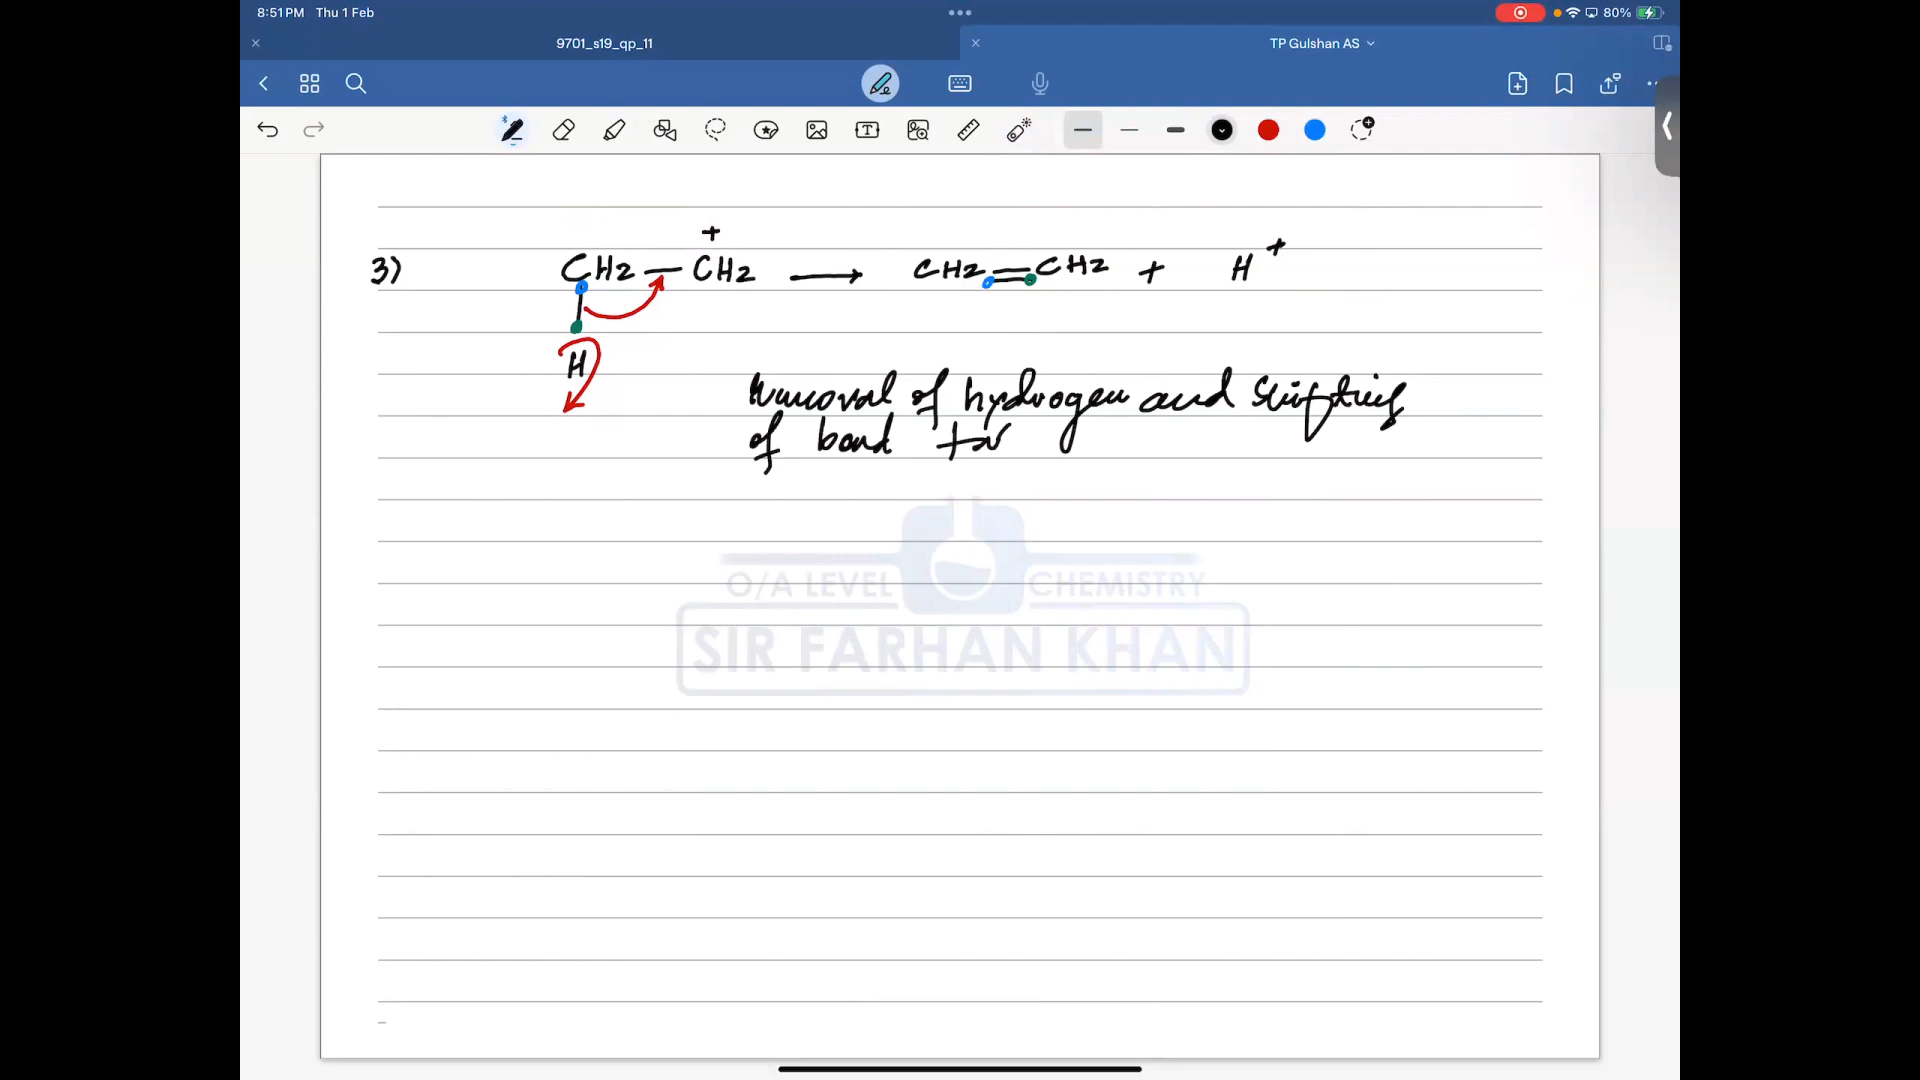 8:51 PM Thu 1 Feb
80%
9701_s19_qp_11
TP Gulshan AS
+
3) CH2 — CH2 ⟶ CH2 = CH2 + H+
H
removal of hydrogen and shifting
of bond for
O/A LEVEL CHEMISTRY
SIR FARHAN KHAN